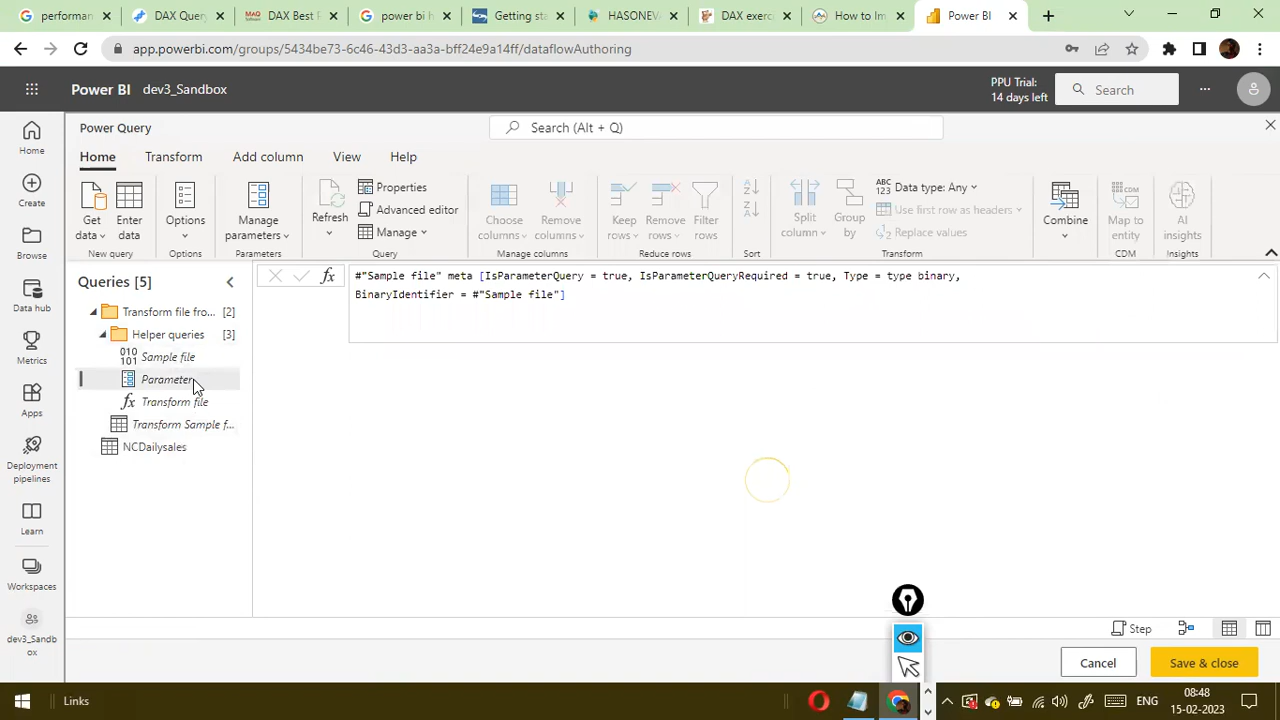 performan
DAX Query
DAX Best P
power bi h
Getting sta
HASONEVA
DAX exerc
How to Im
Power BI
app.powerbi.com/groups/5434be73-6c46-43d3-aa3a-bff24e9a14ff/dataflowAuthoring
Power BI dev3_Sandbox
PPU Trial:
14 days left
Search
Power Query
Search (Alt + Q)
Home Transform Add column View Help
Get data
Enter data
Options
Manage parameters
Refresh
Properties
Advanced editor
Manage
Choose columns
Remove columns
Keep rows
Remove rows
Filter rows
Split column
Group by
Data type: Any
Use first row as headers
Replace values
Combine
Map to entity
AI insights
New query Options Parameters Query Manage columns Reduce rows Sort Transform CDM Insights
Home
Create
Browse
Data hub
Metrics
Apps
Deployment pipelines
Learn
Workspaces
dev3_Sandb
ox
Queries [5]
Transform file fro... [2]
Helper queries [3]
Sample file
Parameter
Transform file
Transform Sample f...
NCDailysales
#"Sample file" meta [IsParameterQuery = true, IsParameterQueryRequired = true, Type = type binary,
BinaryIdentifier = #"Sample file"]
Step
Cancel
Save & close
Links
ENG
08:48
15-02-2023